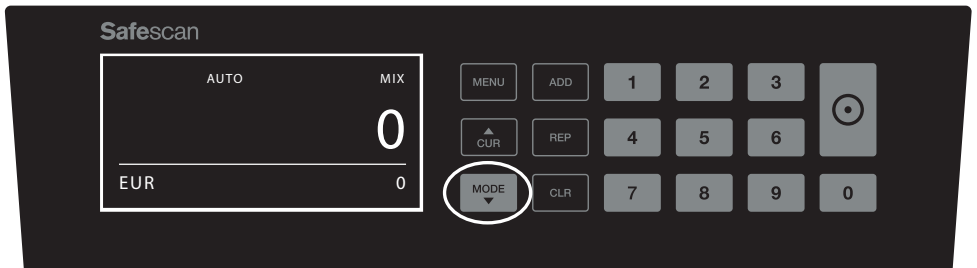 Safescan
AUTO MIX
0
EUR 0
MENU ADD 1 2 3
CUR REP 4 5 6
MODE CLR 7 8 9 0